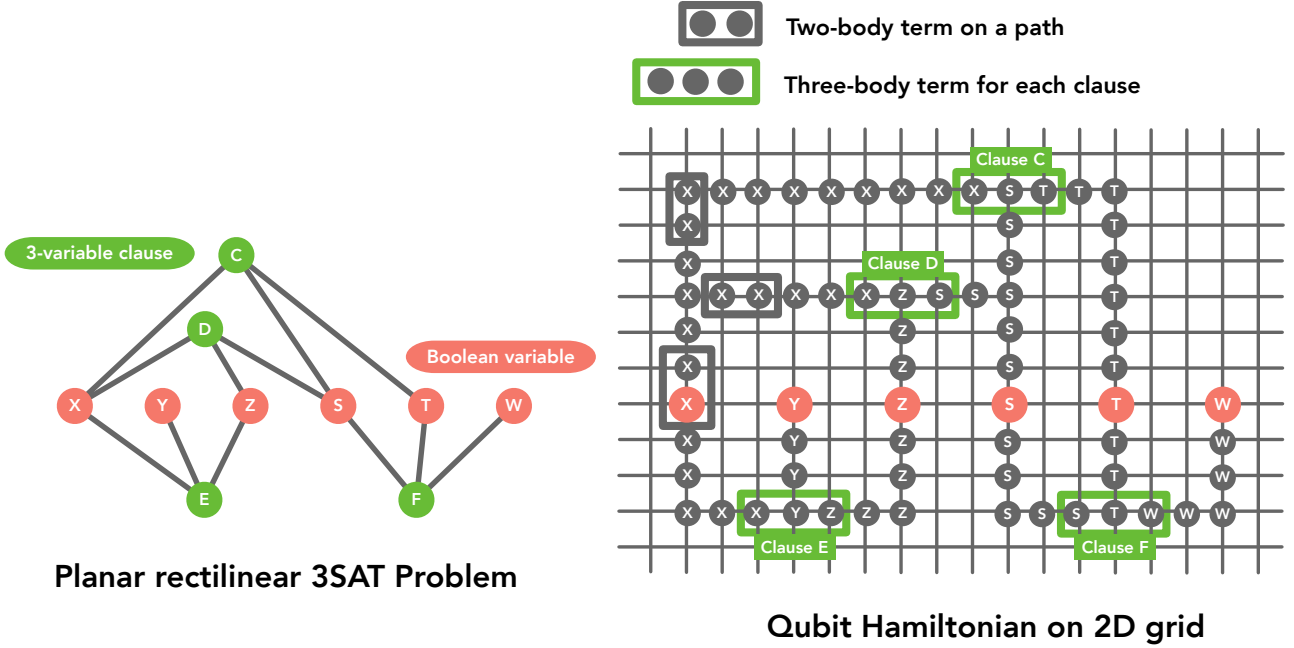 Two-body term on a path
Three-body term for each clause
3-variable clause
C
D
Boolean variable
X Y Z S T W
E F
Planar rectilinear 3SAT Problem
Clause C
X X X X X X X X X S T T T
X S T
X S T
Clause D
X X X X X X Z S S S T
X Z S T
X Z S T
X Y Z S T W
X Y Z S T W
X Y Z S T W
X X X Y Z Z Z S S S T W W W
Clause E Clause F
Qubit Hamiltonian on 2D grid